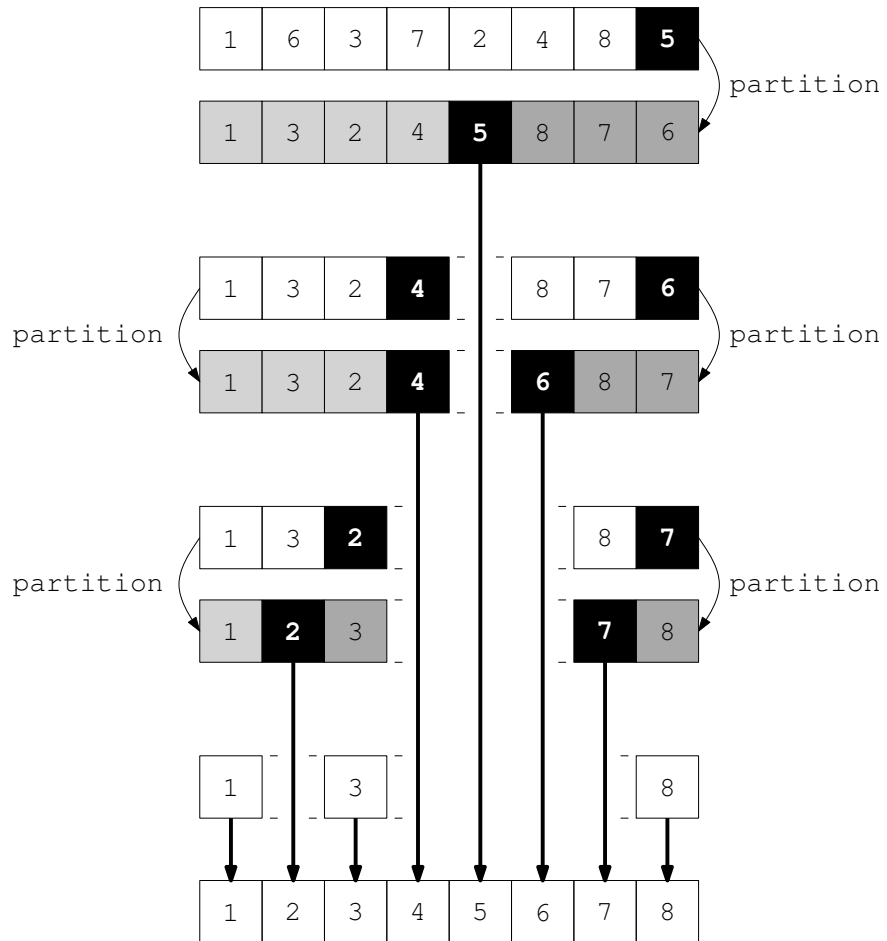 1 6 3 7 2 4 8 5
partition
1 3 2 4 5 8 7 6
1 3 2 4 8 7 6
partition partition
1 3 2 4 6 8 7
1 3 2 8 7
partition partition
1 2 3 7 8
1 3 8
1 2 3 4 5 6 7 8